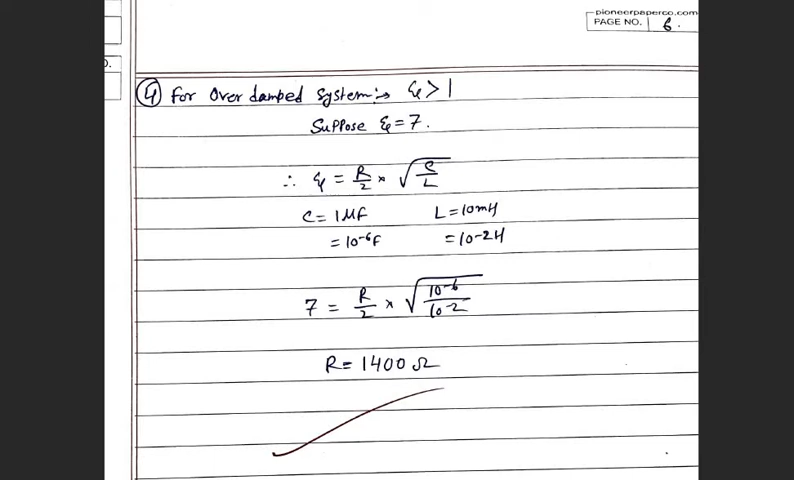 pioneerpaperco.com
PAGE NO. 6.
④ For Over damped System:→ ξ > 1
Suppose ξ = 7.
∴ ξ = R/2 × √(C/L)
C = 1MF L = 10mH
= 10-6F = 10-2H
7 = R/2 × √(10-6/10-2)
R = 1400 Ω